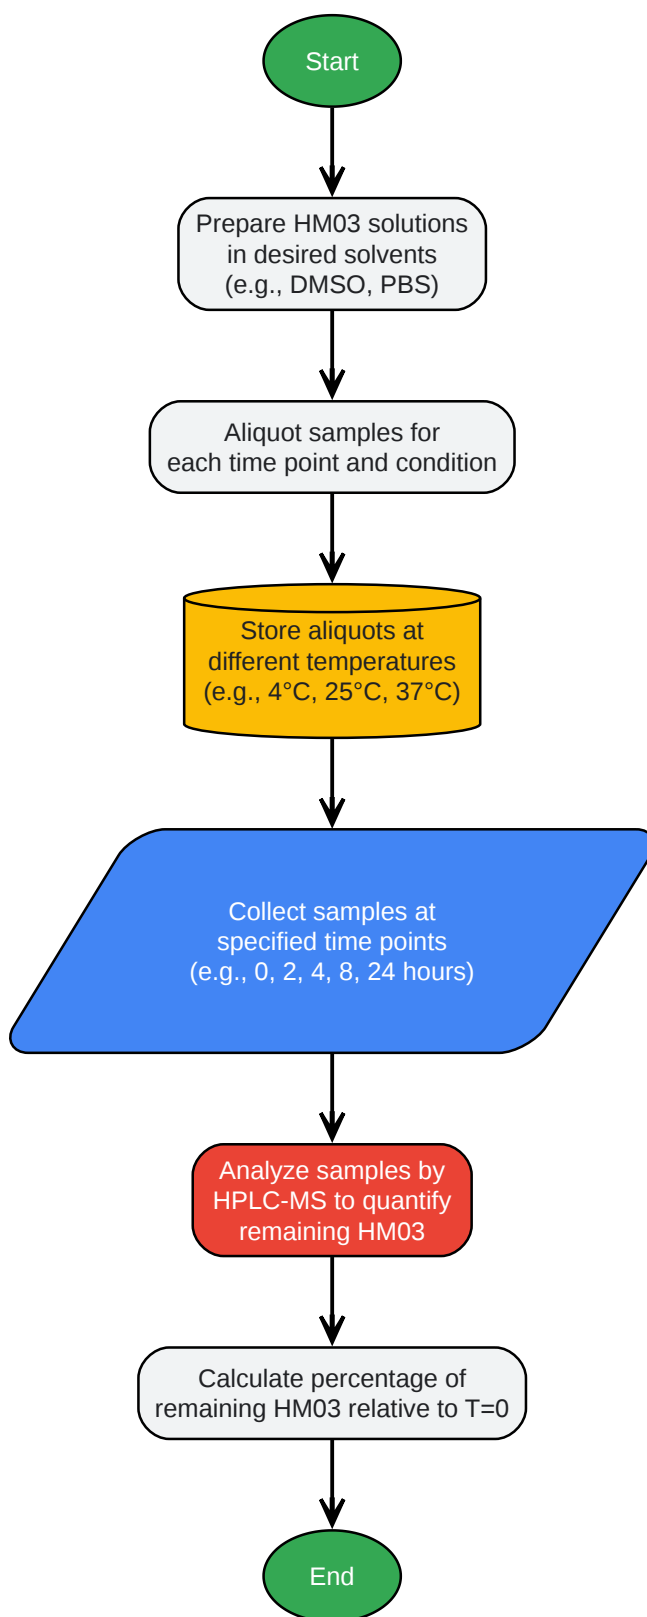 Start
Prepare HM03 solutions
in desired solvents
(e.g., DMSO, PBS)
Aliquot samples for
each time point and condition
Store aliquots at
different temperatures
(e.g., 4°C, 25°C, 37°C)
Collect samples at
specified time points
(e.g., 0, 2, 4, 8, 24 hours)
Analyze samples by
HPLC-MS to quantify
remaining HM03
Calculate percentage of
remaining HM03 relative to T=0
End